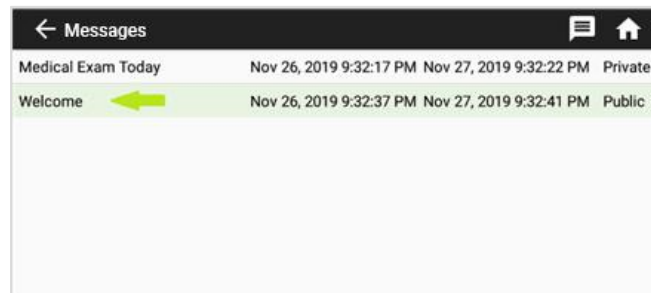 Messages
Medical Exam Today Nov 26, 2019 9:32:17 PM Nov 27, 2019 9:32:22 PM Private
Welcome Nov 26, 2019 9:32:37 PM Nov 27, 2019 9:32:41 PM Public